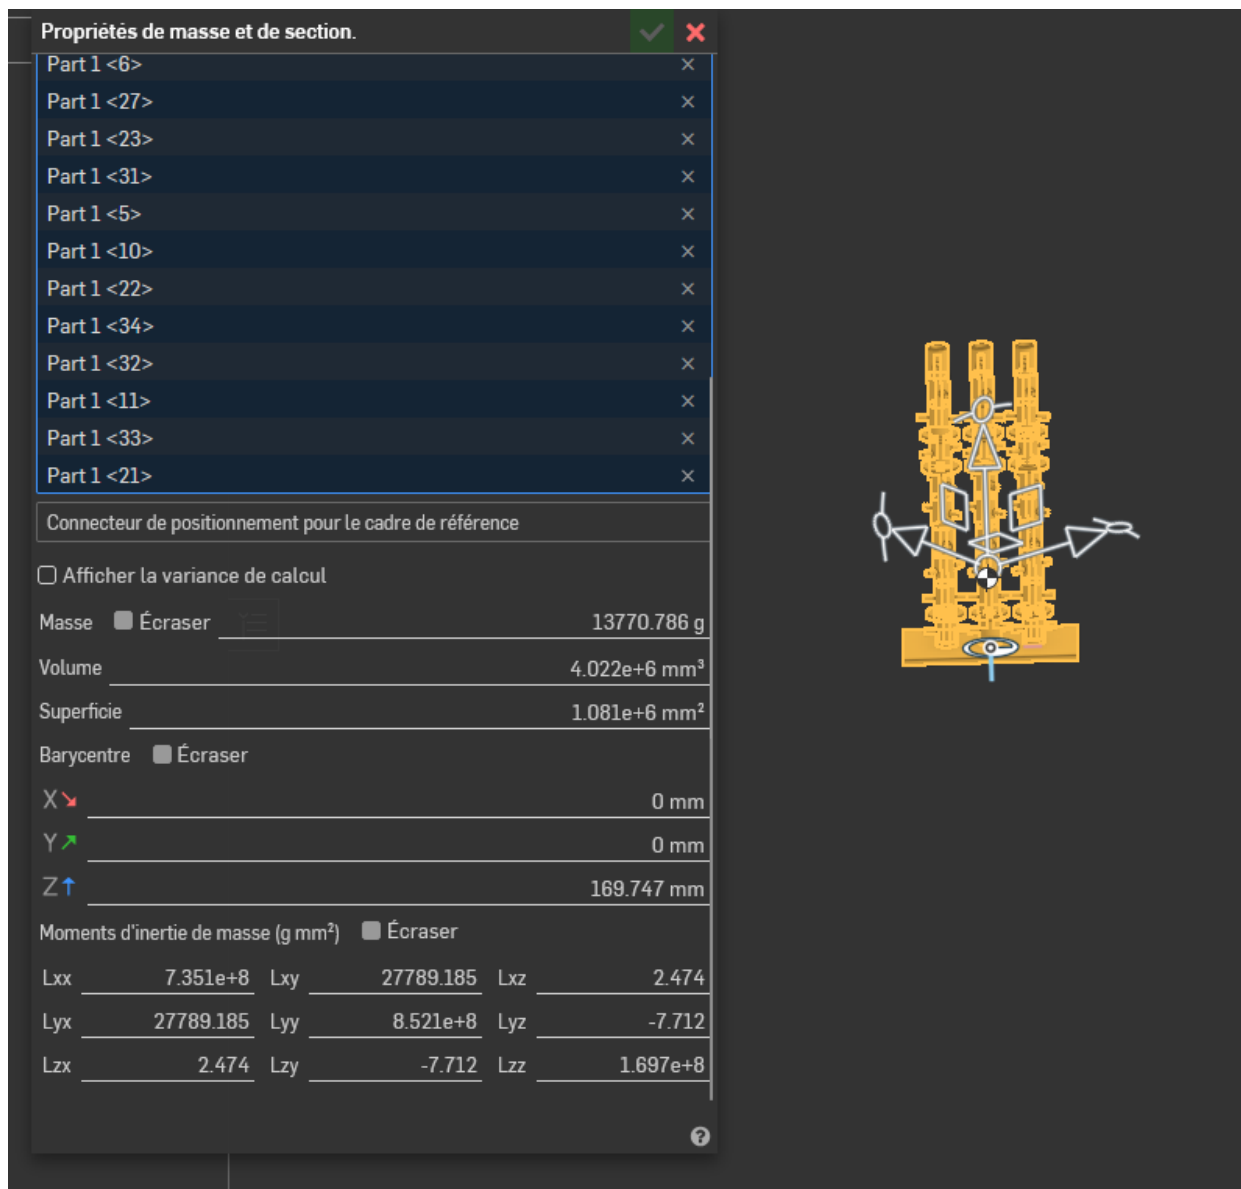 Propriétés de masse et de section.
Part 1 <6>
Part 1 <27>
Part 1 <23>
Part 1 <31>
Part 1 <5>
Part 1 <10>
Part 1 <22>
Part 1 <34>
Part 1 <32>
Part 1 <11>
Part 1 <33>
Part 1 <21>
Connecteur de positionnement pour le cadre de référence
Afficher la variance de calcul
Masse Écraser 13770.786 g
Volume 4.022e+6 mm³
Superficie 1.081e+6 mm²
Barycentre Écraser
X 0 mm
Y 0 mm
Z 169.747 mm
Moments d'inertie de masse (g mm²) Écraser
Lxx 7.351e+8 Lxy 27789.185 Lxz 2.474
Lyx 27789.185 Lyy 8.521e+8 Lyz -7.712
Lzx 2.474 Lzy -7.712 Lzz 1.697e+8